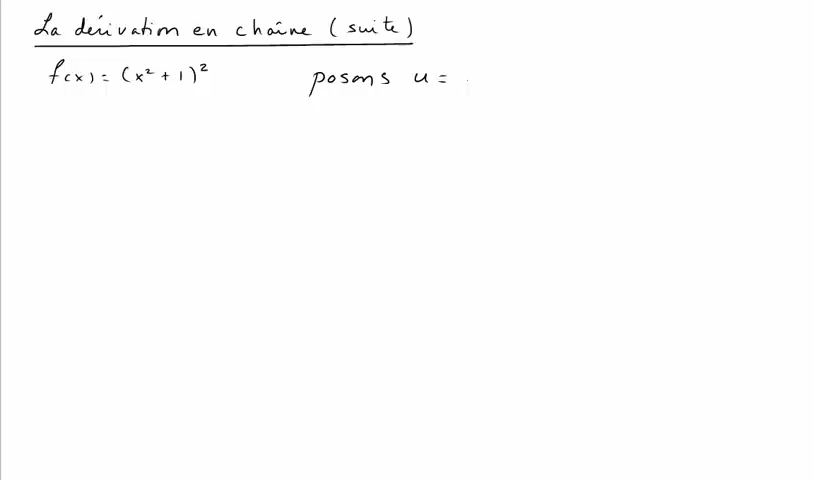 La dérivation en chaîne (suite)
f(x) = (x² + 1)² posons u =